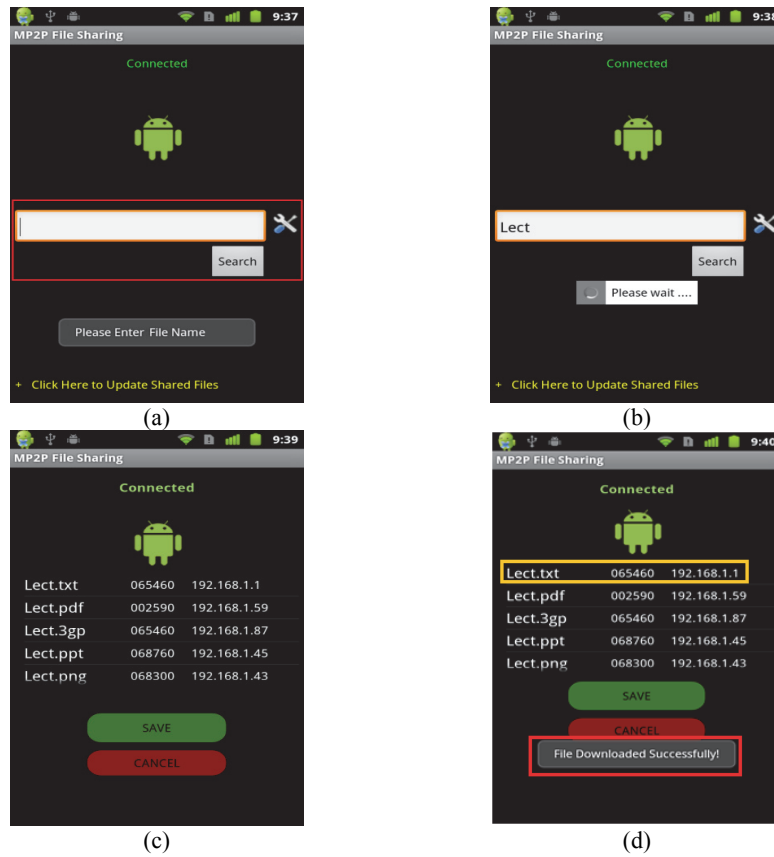 9:37
MP2P File Sharing
Connected
Search
Please Enter File Name
+ Click Here to Update Shared Files
(a)
9:38
MP2P File Sharing
Connected
Lect
Search
Please wait ....
+ Click Here to Update Shared Files
(b)
9:39
MP2P File Sharing
Connected
Lect.txt 065460 192.168.1.1
Lect.pdf 002590 192.168.1.59
Lect.3gp 065460 192.168.1.87
Lect.ppt 068760 192.168.1.45
Lect.png 068300 192.168.1.43
SAVE
CANCEL
(c)
9:40
MP2P File Sharing
Connected
Lect.txt 065460 192.168.1.1
Lect.pdf 002590 192.168.1.59
Lect.3gp 065460 192.168.1.87
Lect.ppt 068760 192.168.1.45
Lect.png 068300 192.168.1.43
SAVE
CANCEL
File Downloaded Successfully!
(d)